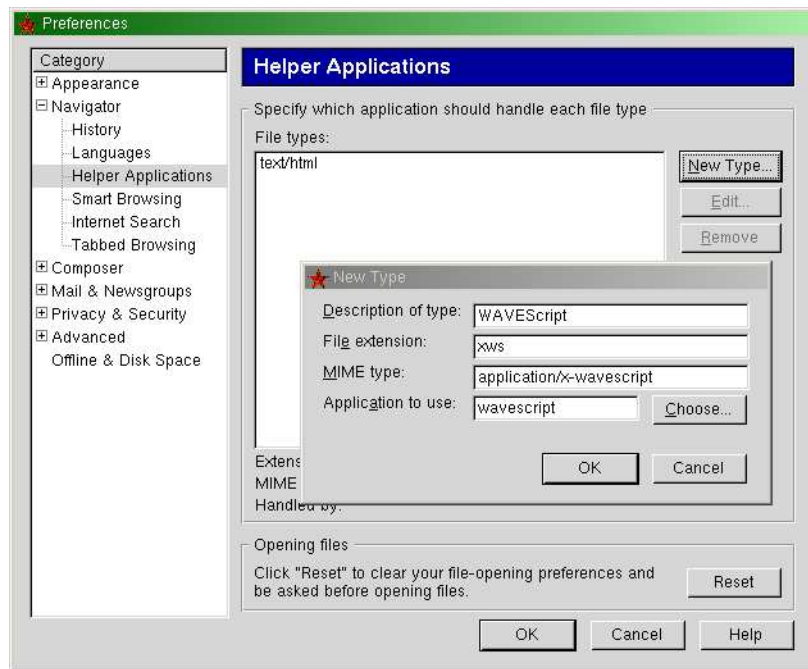 Preferences
Category
Appearance
Navigator
History
Languages
Helper Applications
Smart Browsing
Internet Search
Tabbed Browsing
Composer
Mail & Newsgroups
Privacy & Security
Advanced
Offline & Disk Space
Helper Applications
Specify which application should handle each file type
File types:
text/html
New Type...
Edit...
Remove
New Type
Description of type: WAVEScript
File extension: xws
MIME type: application/x-wavescript
Application to use: wavescript Choose...
OK Cancel
Extens
MIME
Handled by:
Opening files
Click "Reset" to clear your file-opening preferences and
be asked before opening files.
Reset
OK Cancel Help